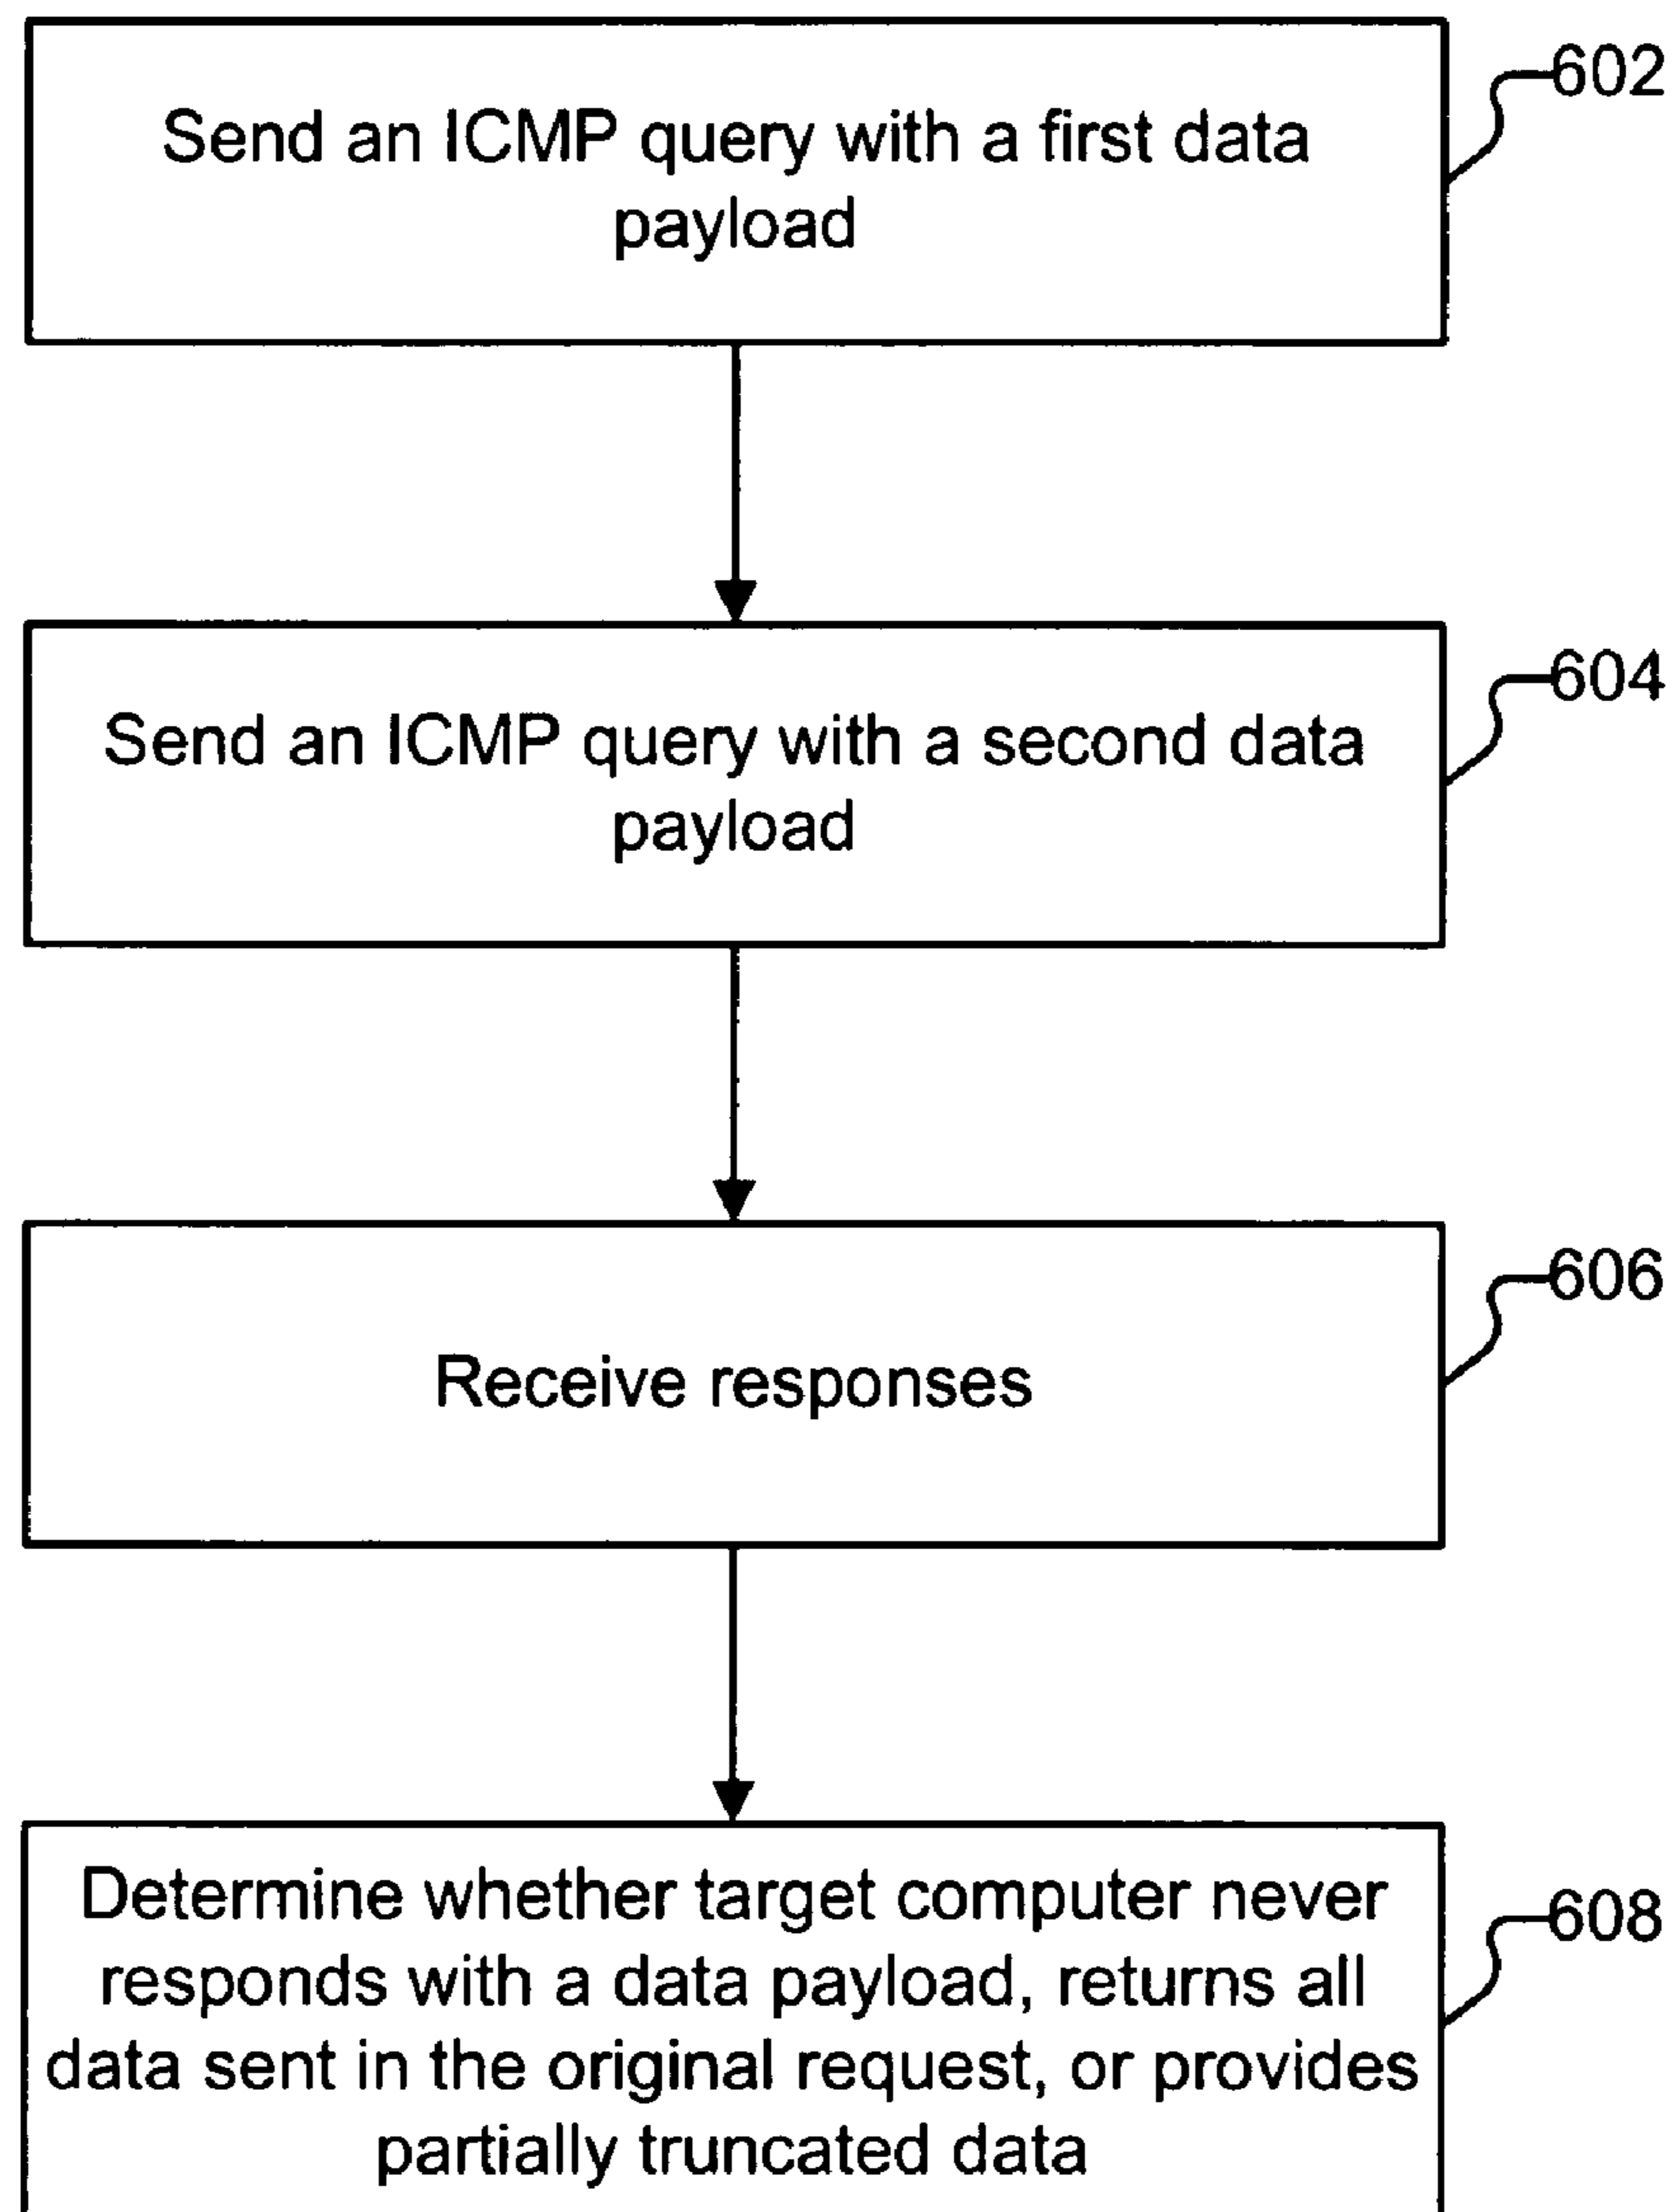 602
Send an ICMP query with a first data
payload
604
Send an ICMP query with a second data
payload
606
Receive responses
608
Determine whether target computer never
responds with a data payload, returns all
data sent in the original request, or provides
partially truncated data